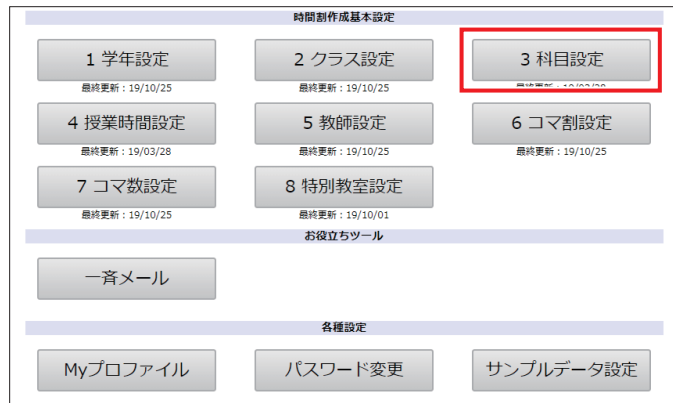 時間割作成基本設定
1 学年設定 2 クラス設定 3 科目設定
最終更新：19/10/25 最終更新：19/10/25
4 授業時間設定 5 教師設定 6 コマ割設定
最終更新：19/03/28 最終更新：19/10/25 最終更新：19/10/25
7 コマ数設定 8 特別教室設定
最終更新：19/10/25 最終更新：19/10/01
お役立ちツール
一斉メール
各種設定
Myプロファイル パスワード変更 サンプルデータ設定